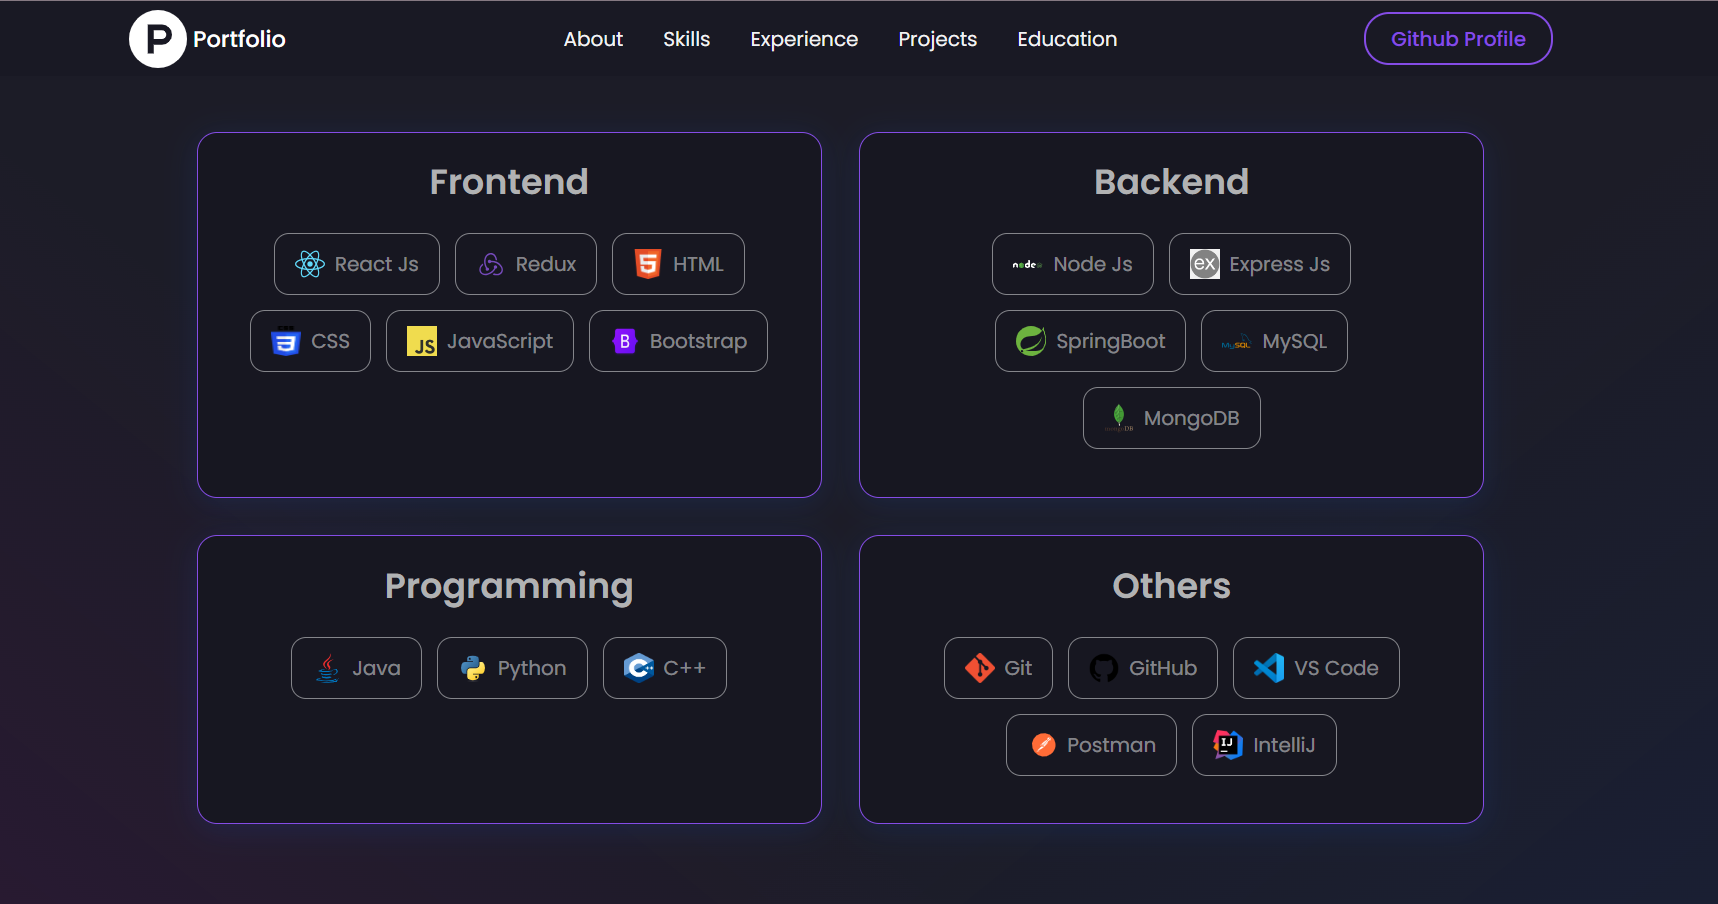 P Portfolio About Skills Experience Projects Education Github Profile
Frontend
React Js Redux 5 HTML
CSS JS JavaScript B Bootstrap
Backend
node Node Js ex Express Js
SpringBoot MySQL MySQL
mongoDB MongoDB
Programming
Java Python C++ C++
Others
Git GitHub VS Code
Postman IJ IntelliJ